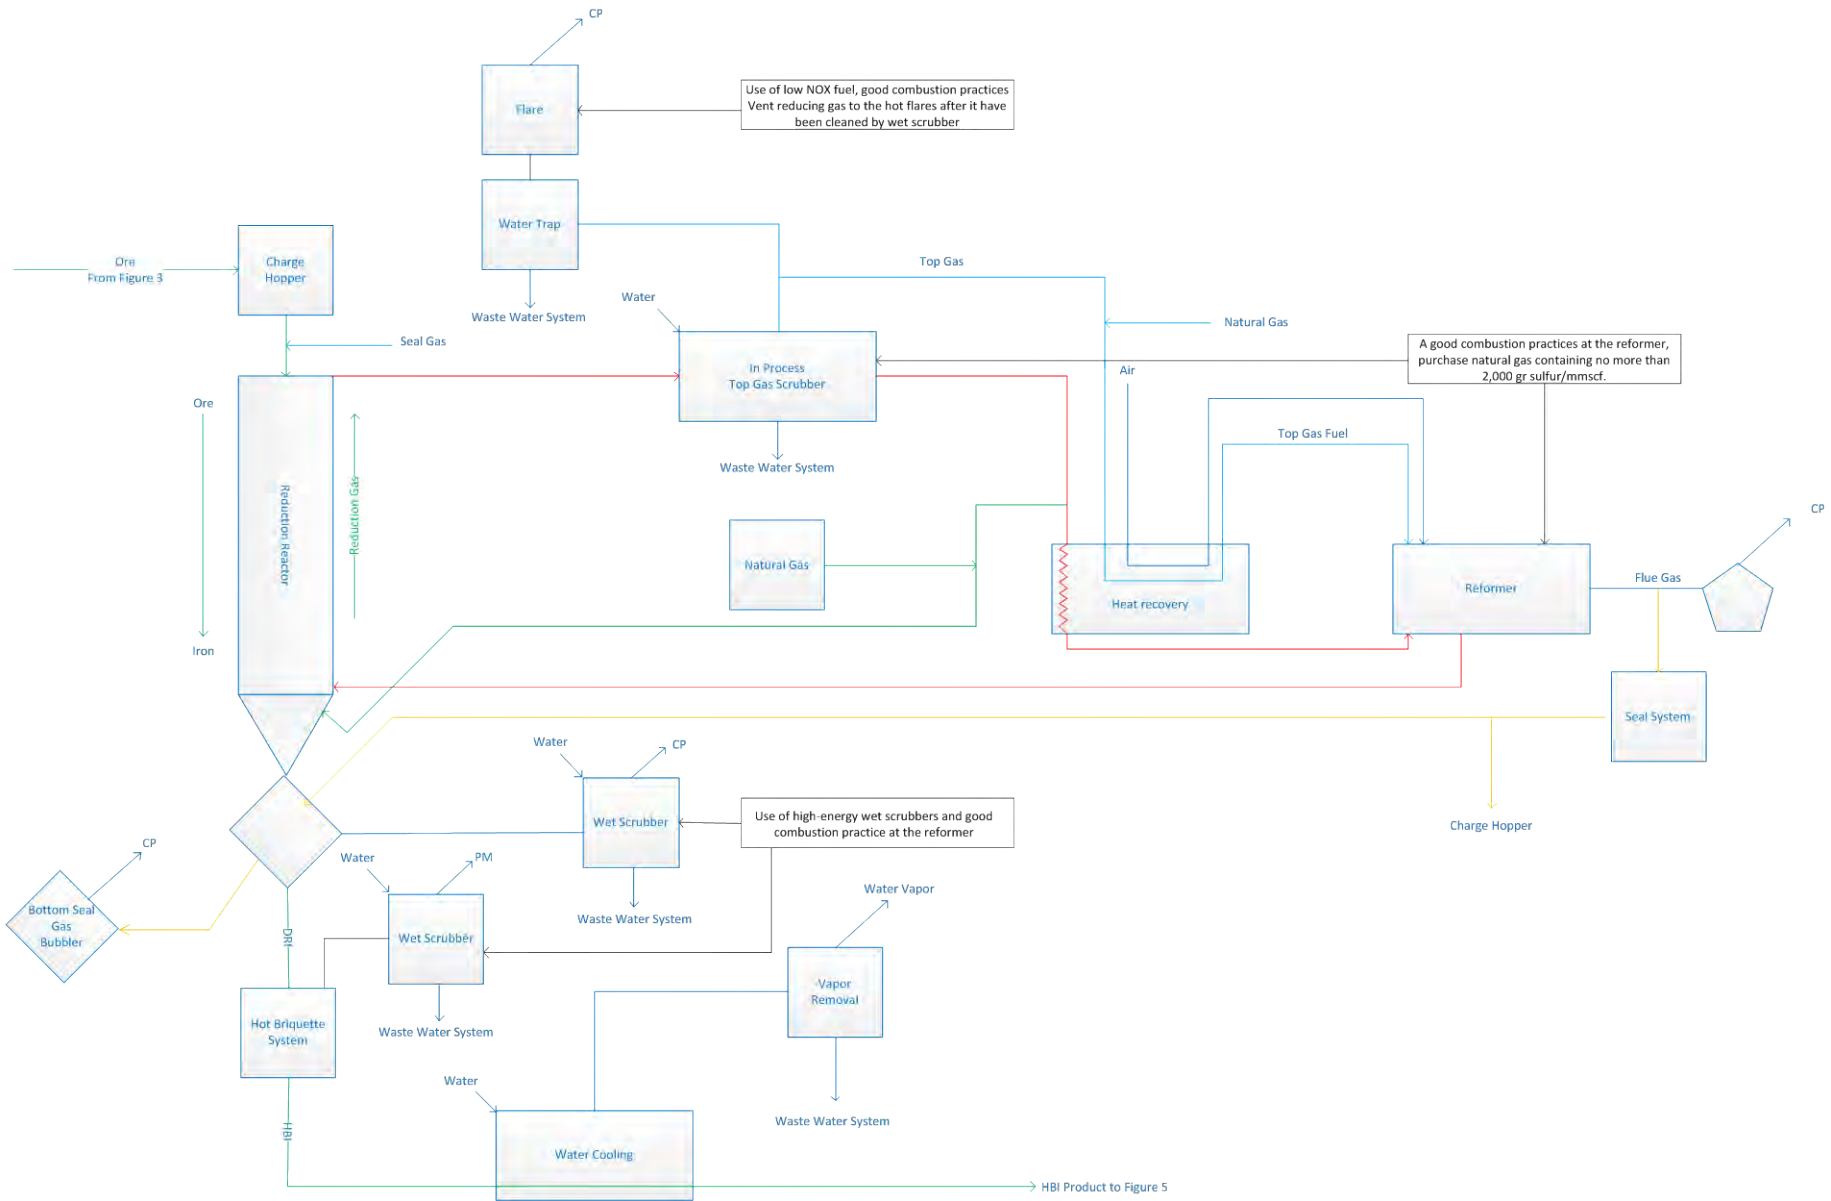 CP
Flare
Use of low NOX fuel, good combustion practices
Vent reducing gas to the hot flares after it have
been cleaned by wet scrubber
Water Trap
Ore
From Figure 3
Charge
Hopper
Top Gas
Water
Waste Water System
Natural Gas
Seal Gas
In Process
Top Gas Scrubber
A good combustion practices at the reformer,
purchase natural gas containing no more than
2,000 gr sulfur/mmscf.
Air
Ore
Top Gas Fuel
Waste Water System
Reduction Reactor
Reduction Gas
CP
Natural Gas
Heat recovery
Reformer
Flue Gas
Iron
Seal System
Water
CP
Wet Scrubber
Use of high-energy wet scrubbers and good
combustion practice at the reformer
Charge Hopper
CP
Water
PM
Water Vapor
Bottom Seal
Gas
Bubbler
Waste Water System
DRI
Wet Scrubber
Vapor
Removal
Hot Briquette
System
Waste Water System
Water
HBI
Waste Water System
Water Cooling
HBI Product to Figure 5